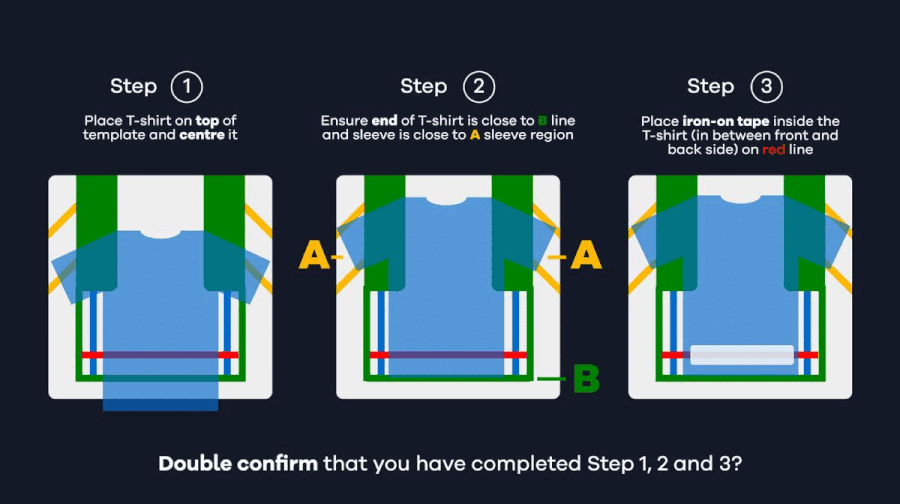 Step 1
Place T-shirt on top of
template and centre it
Step 2
Ensure end of T-shirt is close to B line
and sleeve is close to A sleeve region
Step 3
Place iron-on tape inside the
T-shirt (in between front and
back side) on red line
A
A
B
Double confirm that you have completed Step 1, 2 and 3?